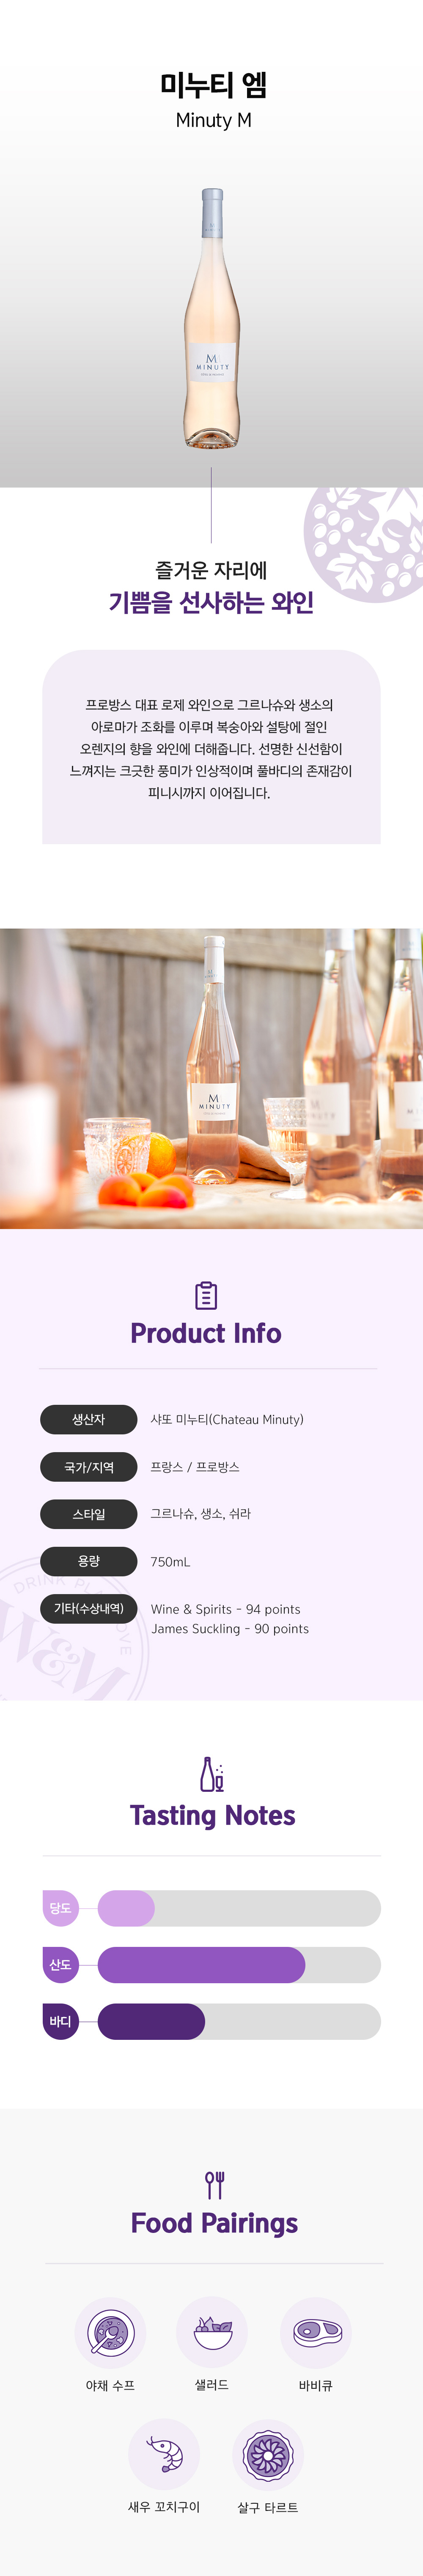 미누티 엠
Minuty M
M
MINUTY
즐거운 자리에
기쁨을 선사하는 와인
프로방스 대표 로제 와인으로 그르나슈와 생소의
아로마가 조화를 이루며 복숭아와 설탕에 절인
오렌지의 향을 와인에 더해줍니다. 선명한 신선함이
느껴지는 크긋한 풍미가 인상적이며 풀바디의 존재감이
피니시까지 이어집니다.
M
MINUTY
M
MINUTY
Product Info
생산자
샤또 미누티(Chateau Minuty)
국가/지역
프랑스 / 프로방스
스타일
그르나슈, 생소, 쉬라
용량
750mL
기타(수상내역)
Wine & Spirits - 94 points
James Suckling - 90 points
W&M
Tasting Notes
당도
산도
바디
Food Pairings
야채 수프
샐러드
바비큐
새우 꼬치구이
살구 타르트